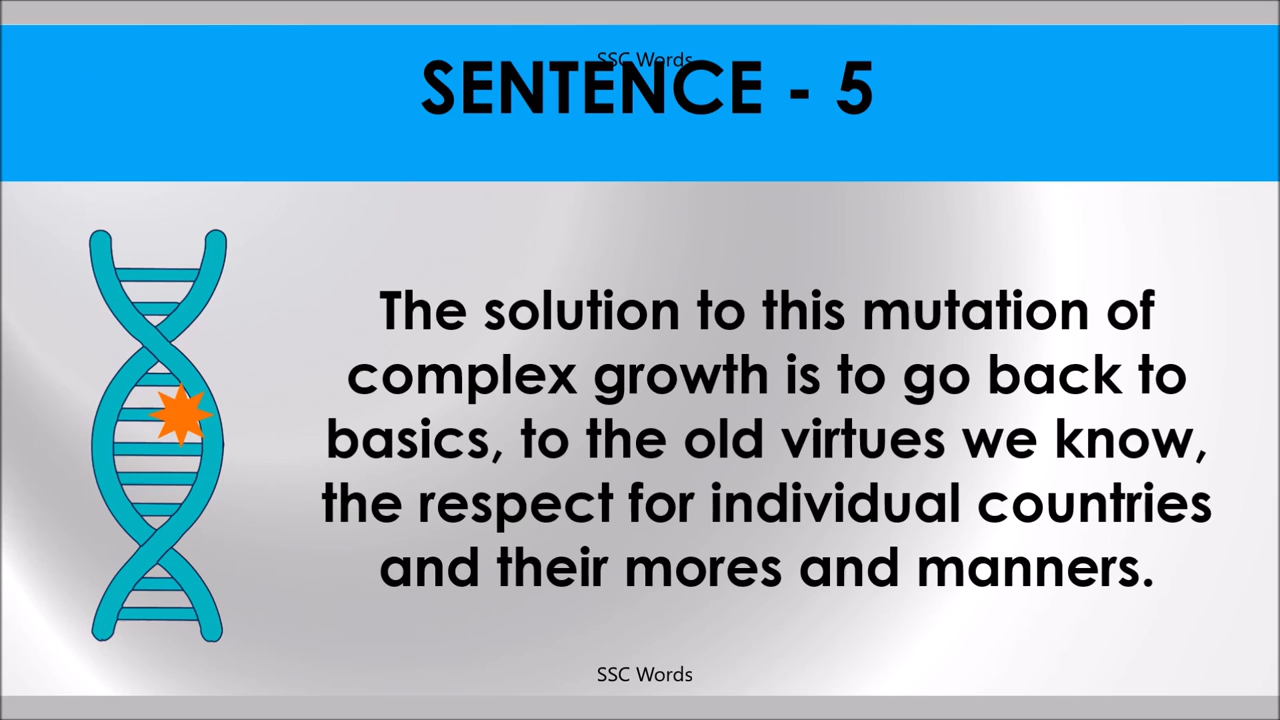 SSC Words
SENTENCE - 5
The solution to this mutation of
complex growth is to go back to
basics, to the old virtues we know,
the respect for individual countries
and their mores and manners.
SSC Words